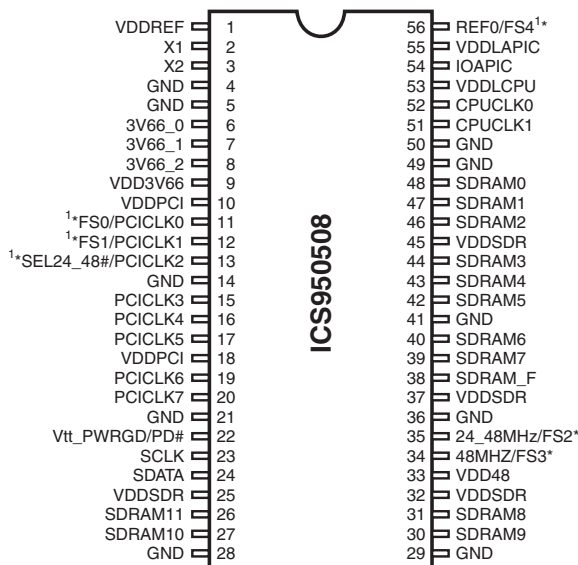 VDDREF 1 56 REF0/FS4¹*
X1 2 55 VDDLAPIC
X2 3 54 IOAPIC
GND 4 53 VDDLCPU
GND 5 52 CPUCLK0
3V66_0 6 51 CPUCLK1
3V66_1 7 50 GND
3V66_2 8 49 GND
VDD3V66 9 48 SDRAM0
VDDPCI 10 47 SDRAM1
¹*FS0/PCICLK0 11 46 SDRAM2
¹*FS1/PCICLK1 12 45 VDDSDR
¹*SEL24_48#/PCICLK2 13 44 SDRAM3
GND 14 43 SDRAM4
PCICLK3 15 42 SDRAM5
PCICLK4 16 41 GND
PCICLK5 17 40 SDRAM6
VDDPCI 18 39 SDRAM7
PCICLK6 19 38 SDRAM_F
PCICLK7 20 37 VDDSDR
GND 21 36 GND
Vtt_PWRGD/PD# 22 35 24_48MHz/FS2*
SCLK 23 34 48MHZ/FS3*
SDATA 24 33 VDD48
VDDSDR 25 32 VDDSDR
SDRAM11 26 31 SDRAM8
SDRAM10 27 30 SDRAM9
GND 28 29 GND
ICS950508